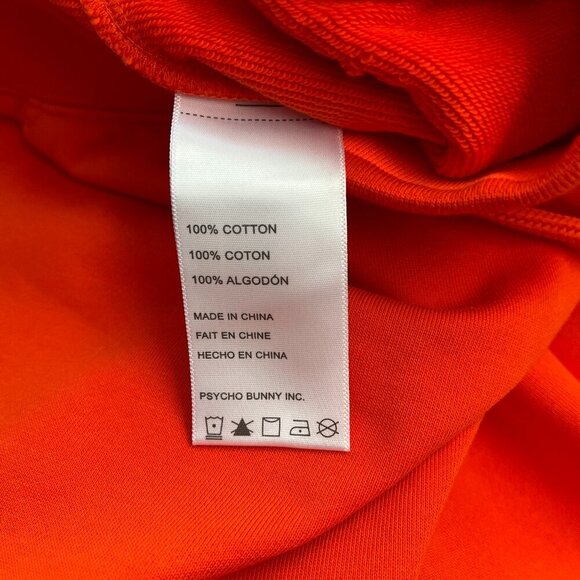 100% COTTON
100% COTON
100% ALGODÓN
MADE IN CHINA
FAIT EN CHINE
HECHO EN CHINA
PSYCHO BUNNY INC.